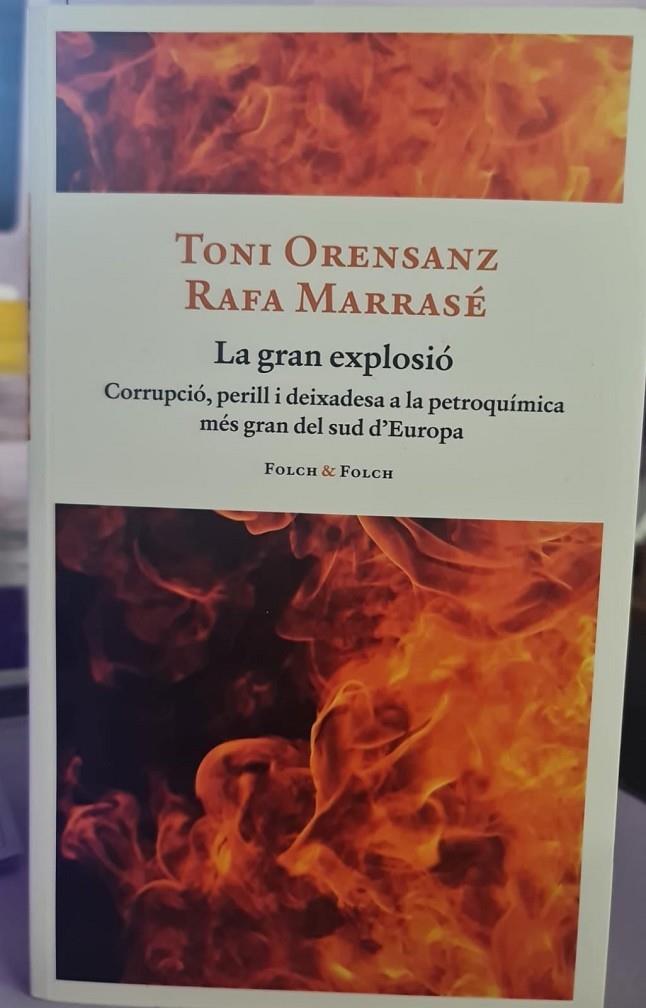 Toni Orensanz
Rafa Marrasé
La gran explosió
Corrupció, perill i deixadesa a la petroquímica
més gran del sud d'Europa
Folch & Folch